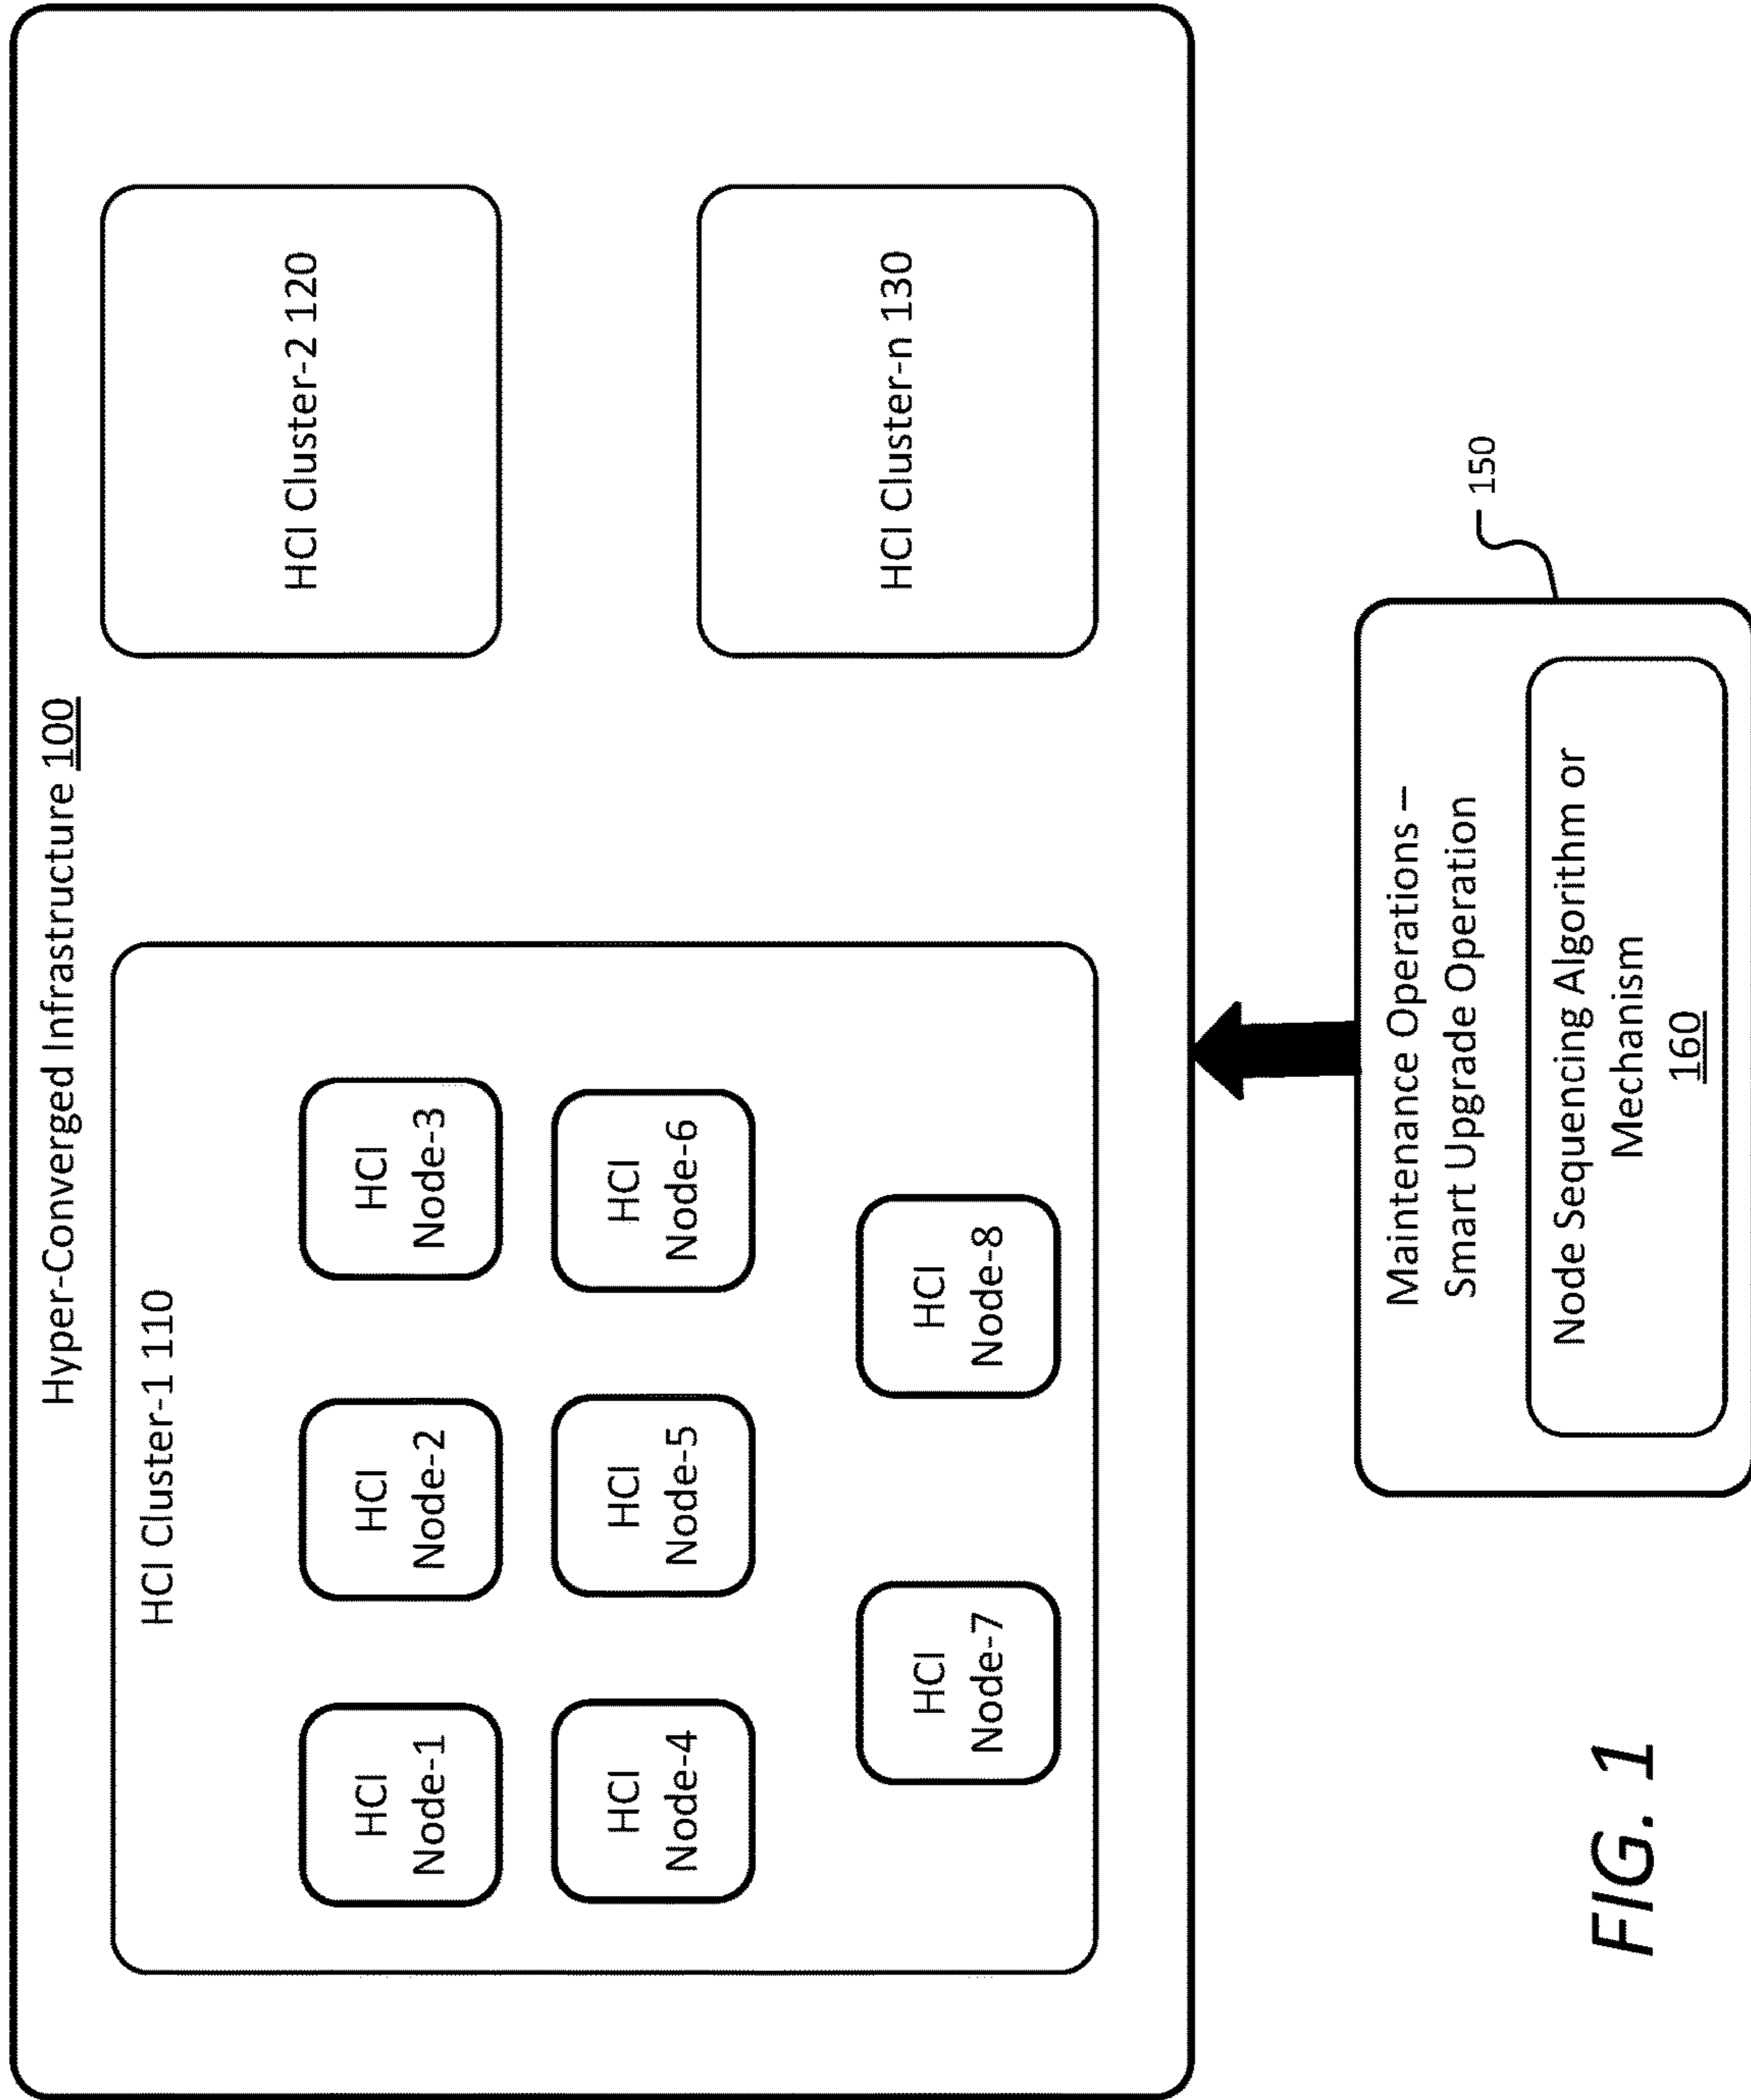 Hyper-Converged Infrastructure 100
HCI Cluster-1 110
HCI
Node-1
HCI
Node-2
HCI
Node-3
HCI
Node-4
HCI
Node-5
HCI
Node-6
HCI
Node-7
HCI
Node-8
HCI Cluster-2 120
HCI Cluster-n 130
150
Maintenance Operations –
Smart Upgrade Operation
Node Sequencing Algorithm or
Mechanism
160
FIG. 1